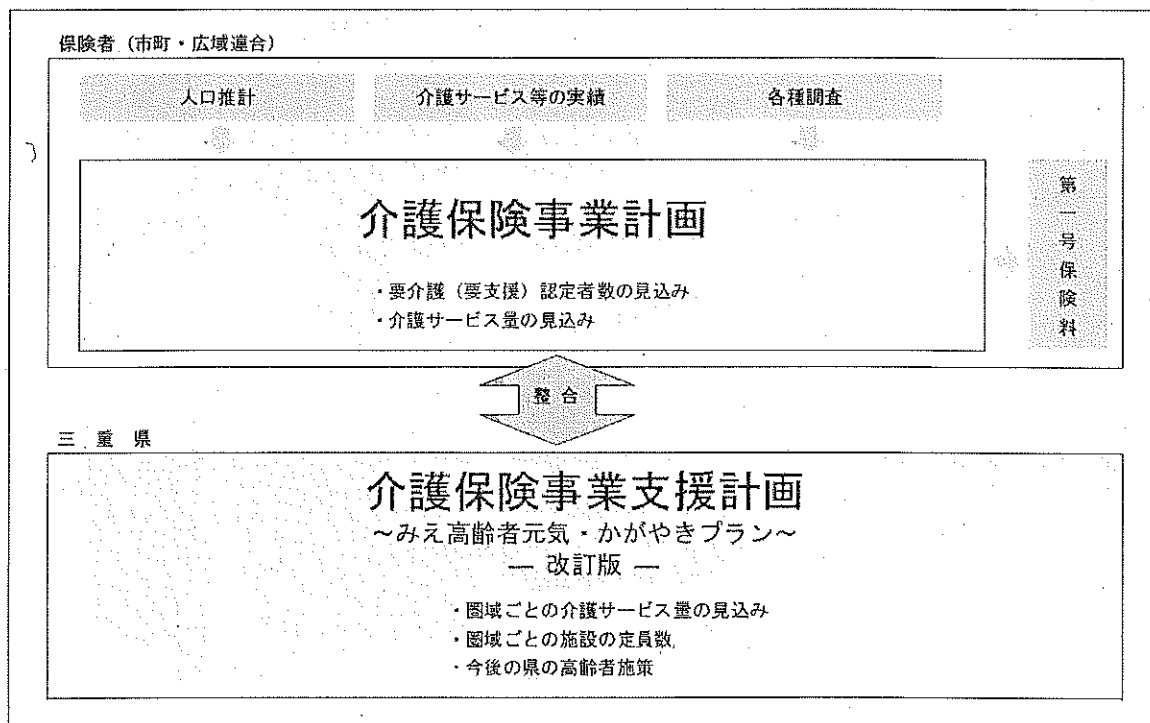 保険者（市町・広域連合）
人口推計
介護サービス等の実績
各種調査
介護保険事業計画
・要介護（要支援）認定者数の見込み
・介護サービス量の見込み
第一号保険料
整合
三重県
介護保険事業支援計画
～みえ高齢者元気・かがやきプラン～
― 改訂版 ―
・圏域ごとの介護サービス量の見込み
・圏域ごとの施設の定員数
・今後の県の高齢者施策